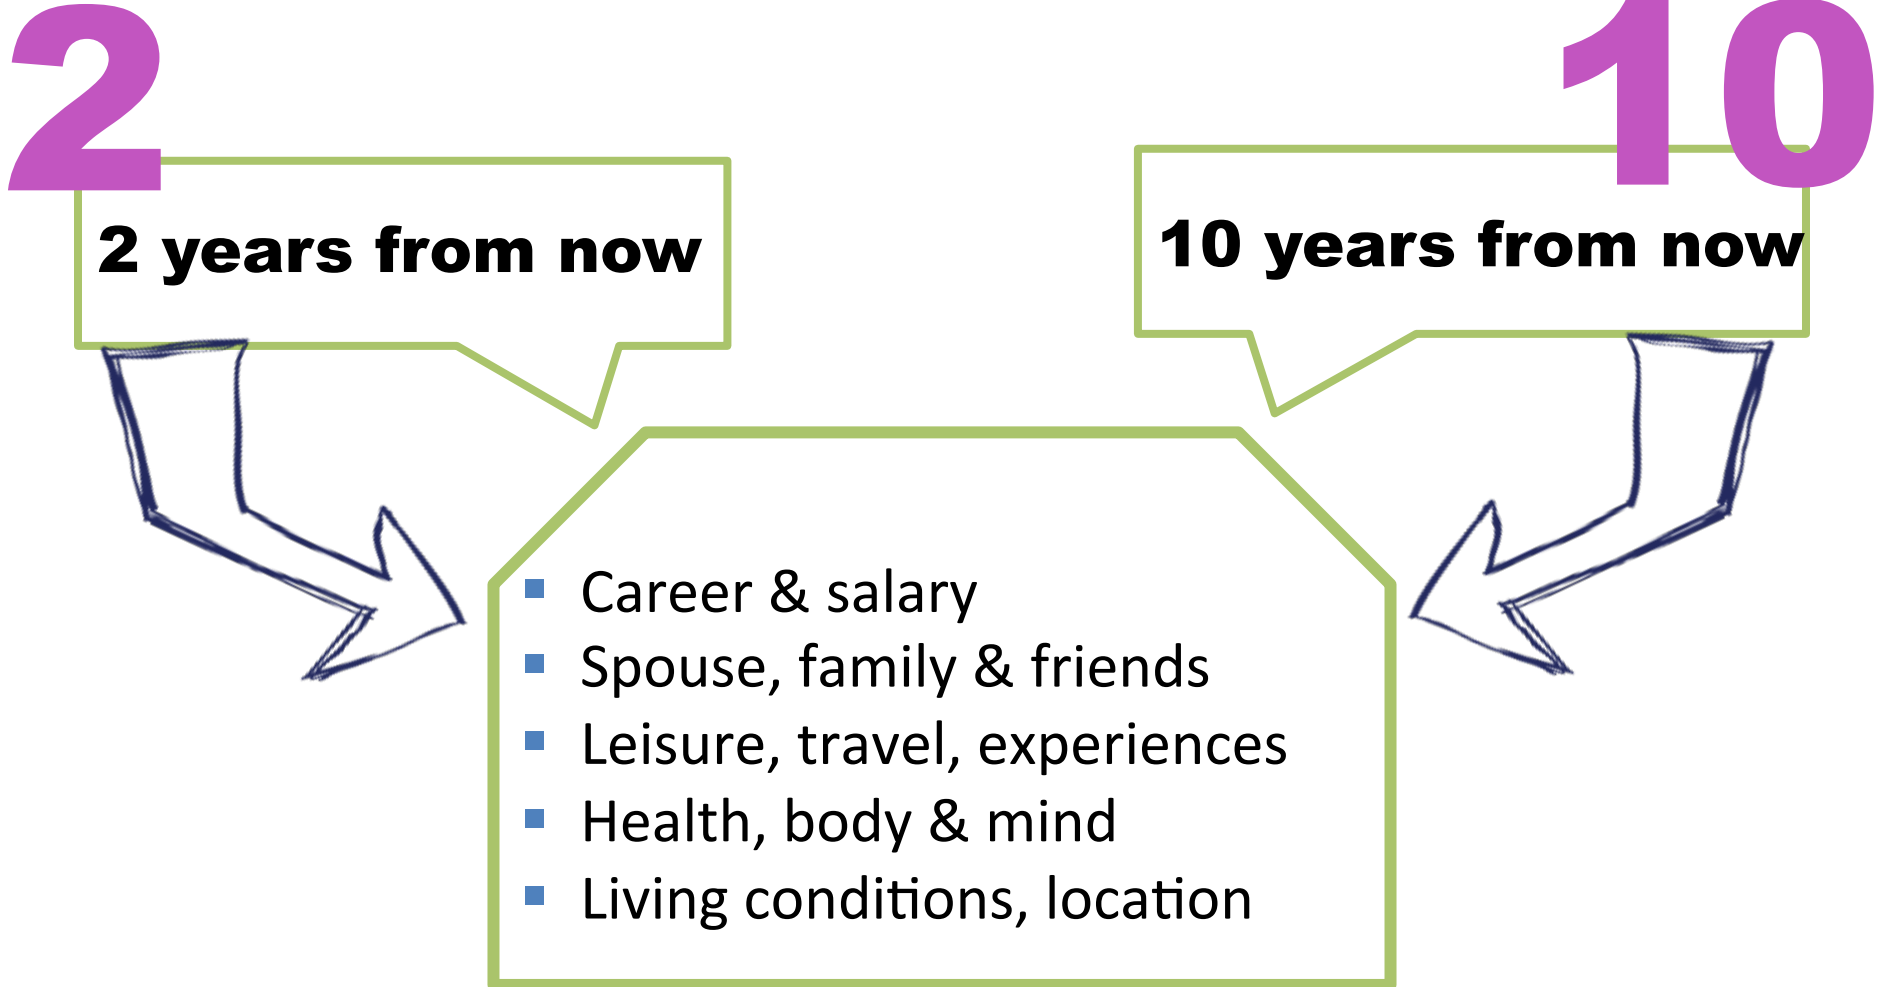 2
10
2 years from now
10 years from now
Career & salary
Spouse, family & friends
Leisure, travel, experiences
Health, body & mind
Living conditions, location